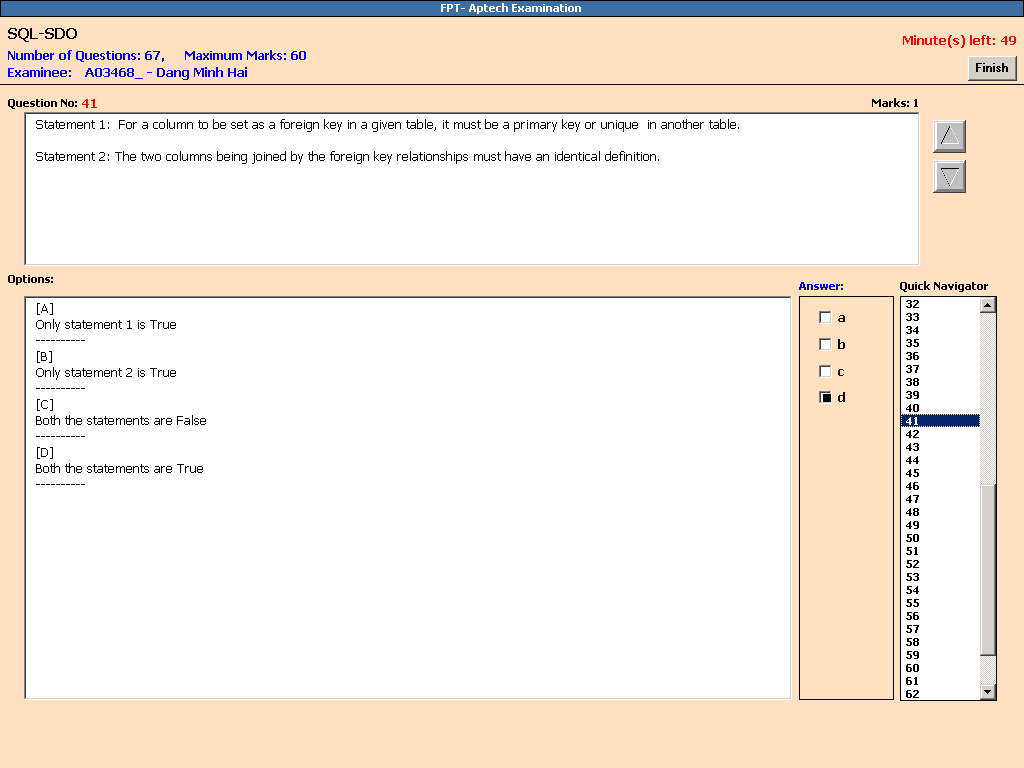 FPT- Aptech Examination
SQL-SDO
Number of Questions: 67, Maximum Marks: 60
Minute(s) left: 49
Examinee: A03468_ - Dang Minh Hai
Finish
Question No: 41
Marks: 1
Statement 1: For a column to be set as a foreign key in a given table, it must be a primary key or unique in another table.
Statement 2: The two columns being joined by the foreign key relationships must have an identical definition.
Options:
[A]
Only statement 1 is True
----------
[B]
Only statement 2 is True
----------
[C]
Both the statements are False
----------
[D]
Both the statements are True
----------
Answer:
a
b
c
d
Quick Navigator
32
33
34
35
36
37
38
39
40
41
42
43
44
45
46
47
48
49
50
51
52
53
54
55
56
57
58
59
60
61
62